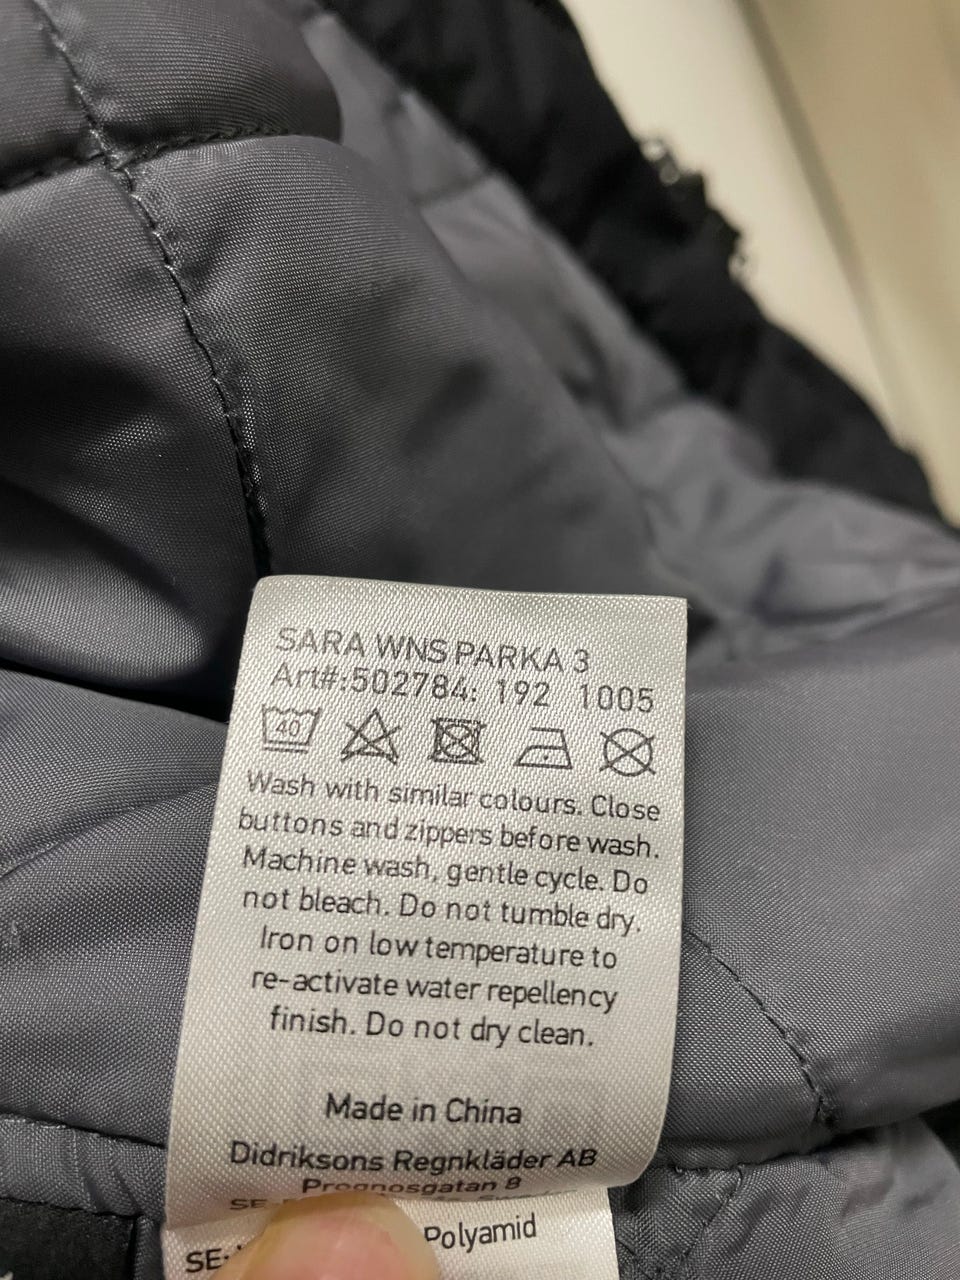 SARA WNS PARKA 3
Art#:502784: 192 1005
40
Wash with similar colours. Close
buttons and zippers before wash.
Machine wash, gentle cycle. Do
not bleach. Do not tumble dry.
Iron on low temperature to
re-activate water repellency
finish. Do not dry clean.
Made in China
Didriksons Regnkläder AB
Prognosgatan 8
SE
Polyamid
SE-